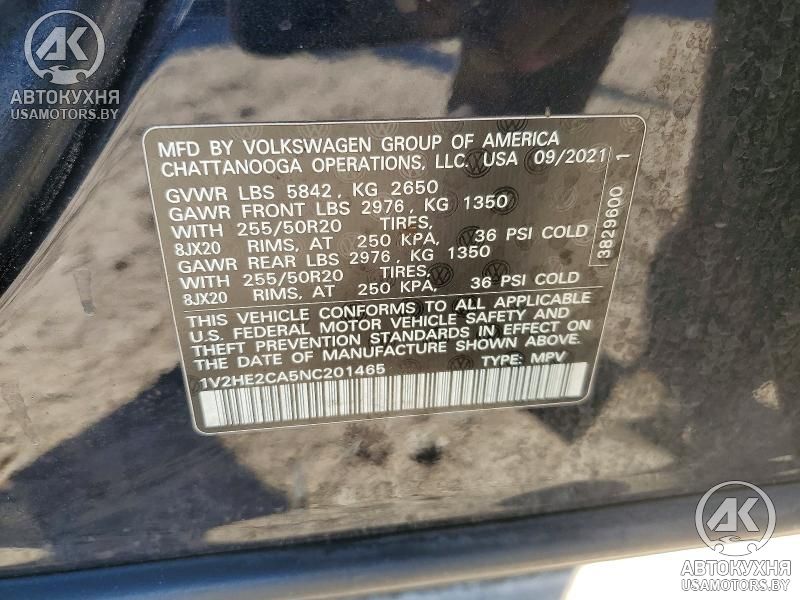 AK
АВТОКУХНЯ
USAMOTORS.BY
MFD BY VOLKSWAGEN GROUP OF AMERICA
CHATTANOOGA OPERATIONS, LLC. USA 09/2021
GVWR LBS 5842, KG 2650
GAWR FRONT LBS 2976, KG 1350
WITH 255/50R20 TIRES,
8JX20 RIMS, AT 250 KPA, 36 PSI COLD
GAWR REAR LBS 2976, KG 1350
WITH 255/50R20 TIRES,
8JX20 RIMS, AT 250 KPA, 36 PSI COLD
THIS VEHICLE CONFORMS TO ALL APPLICABLE
U.S. FEDERAL MOTOR VEHICLE SAFETY AND
THEFT PREVENTION STANDARDS IN EFFECT ON
THE DATE OF MANUFACTURE SHOWN ABOVE.
1V2HE2CA5NC201465 TYPE: MPV
3829600 1
AK
АВТОКУХНЯ
USAMOTORS.BY